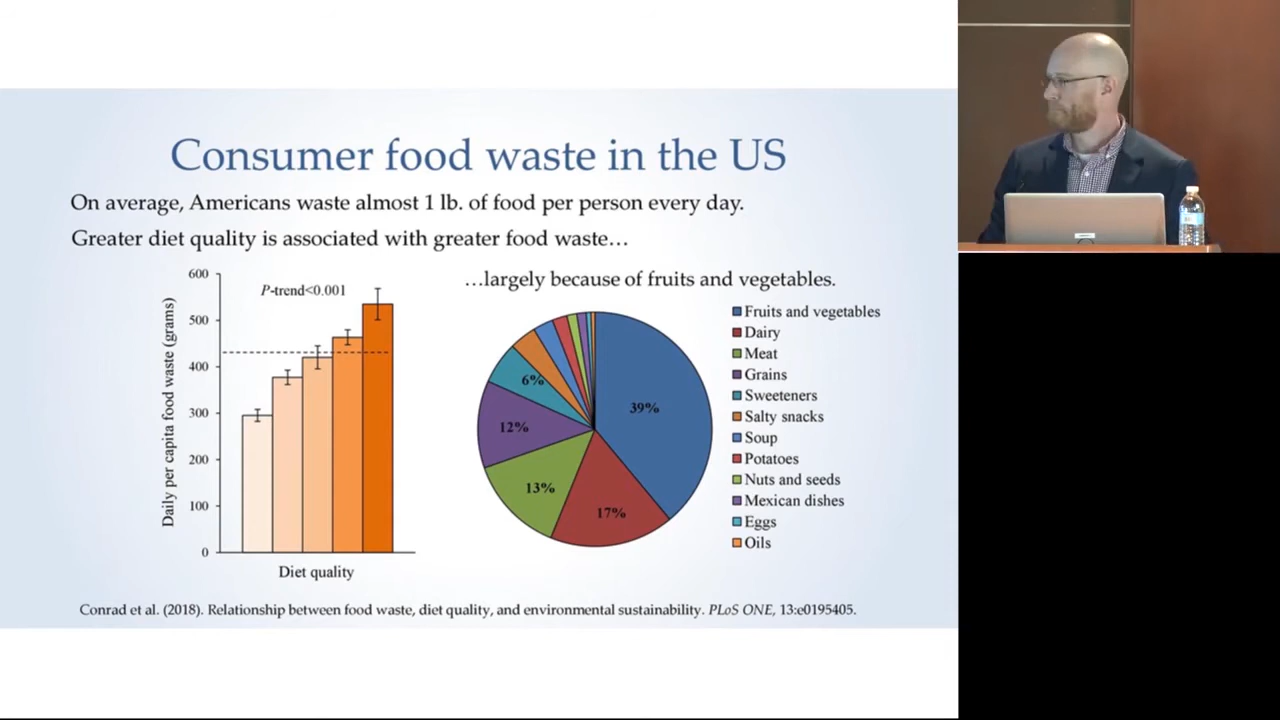 Consumer food waste in the US
On average, Americans waste almost 1 lb. of food per person every day.
Greater diet quality is associated with greater food waste…
…largely because of fruits and vegetables.
P-trend<0.001
Daily per capita food waste (grams)
600
500
400
300
200
100
0
Diet quality
39%
17%
13%
12%
6%
Fruits and vegetables
Dairy
Meat
Grains
Sweeteners
Salty snacks
Soup
Potatoes
Nuts and seeds
Mexican dishes
Eggs
Oils
Conrad et al. (2018). Relationship between food waste, diet quality, and environmental sustainability. PLoS ONE, 13:e0195405.